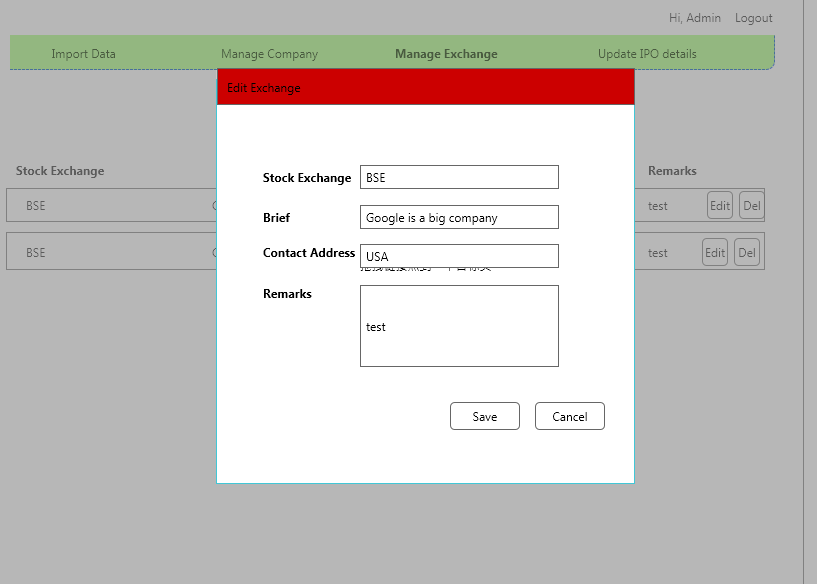 Hi, Admin Logout
Import Data Manage Company Manage Exchange Update IPO details
Edit Exchange
Stock Exchange Remarks
Stock Exchange BSE
BSE test Edit Del
Brief Google is a big company
Contact Address USA
BSE test Edit Del
Remarks
test
Save Cancel